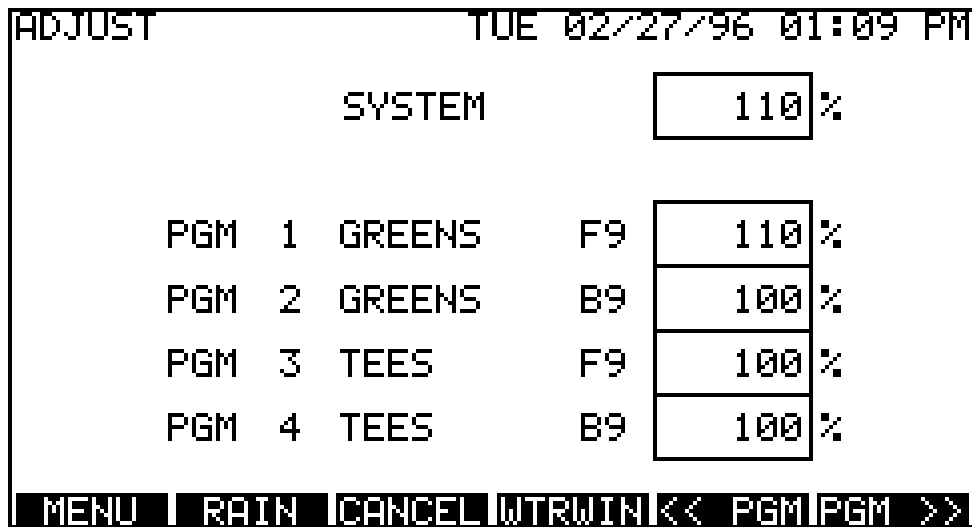 ADJUST TUE 02/27/96 01:09 PM
SYSTEM 110%
PGM 1 GREENS F9 110%
PGM 2 GREENS B9 100%
PGM 3 TEES F9 100%
PGM 4 TEES B9 100%
MENU RAIN CANCEL WTRWIN << PGM PGM >>